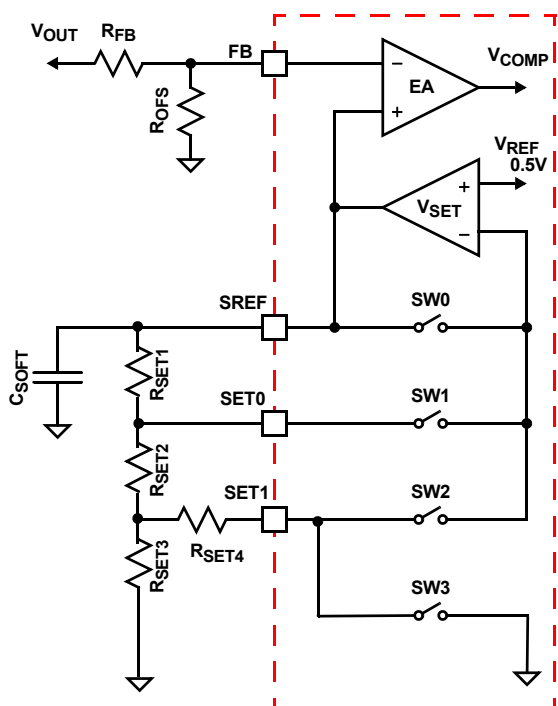 VOUT
RFB
FB
ROFS
−
+
EA
VCOMP
VREF
0.5V
+
−
VSET
SREF
SW0
CSOFT
RSET1
SET0
SW1
RSET2
SET1
SW2
RSET4
RSET3
SW3